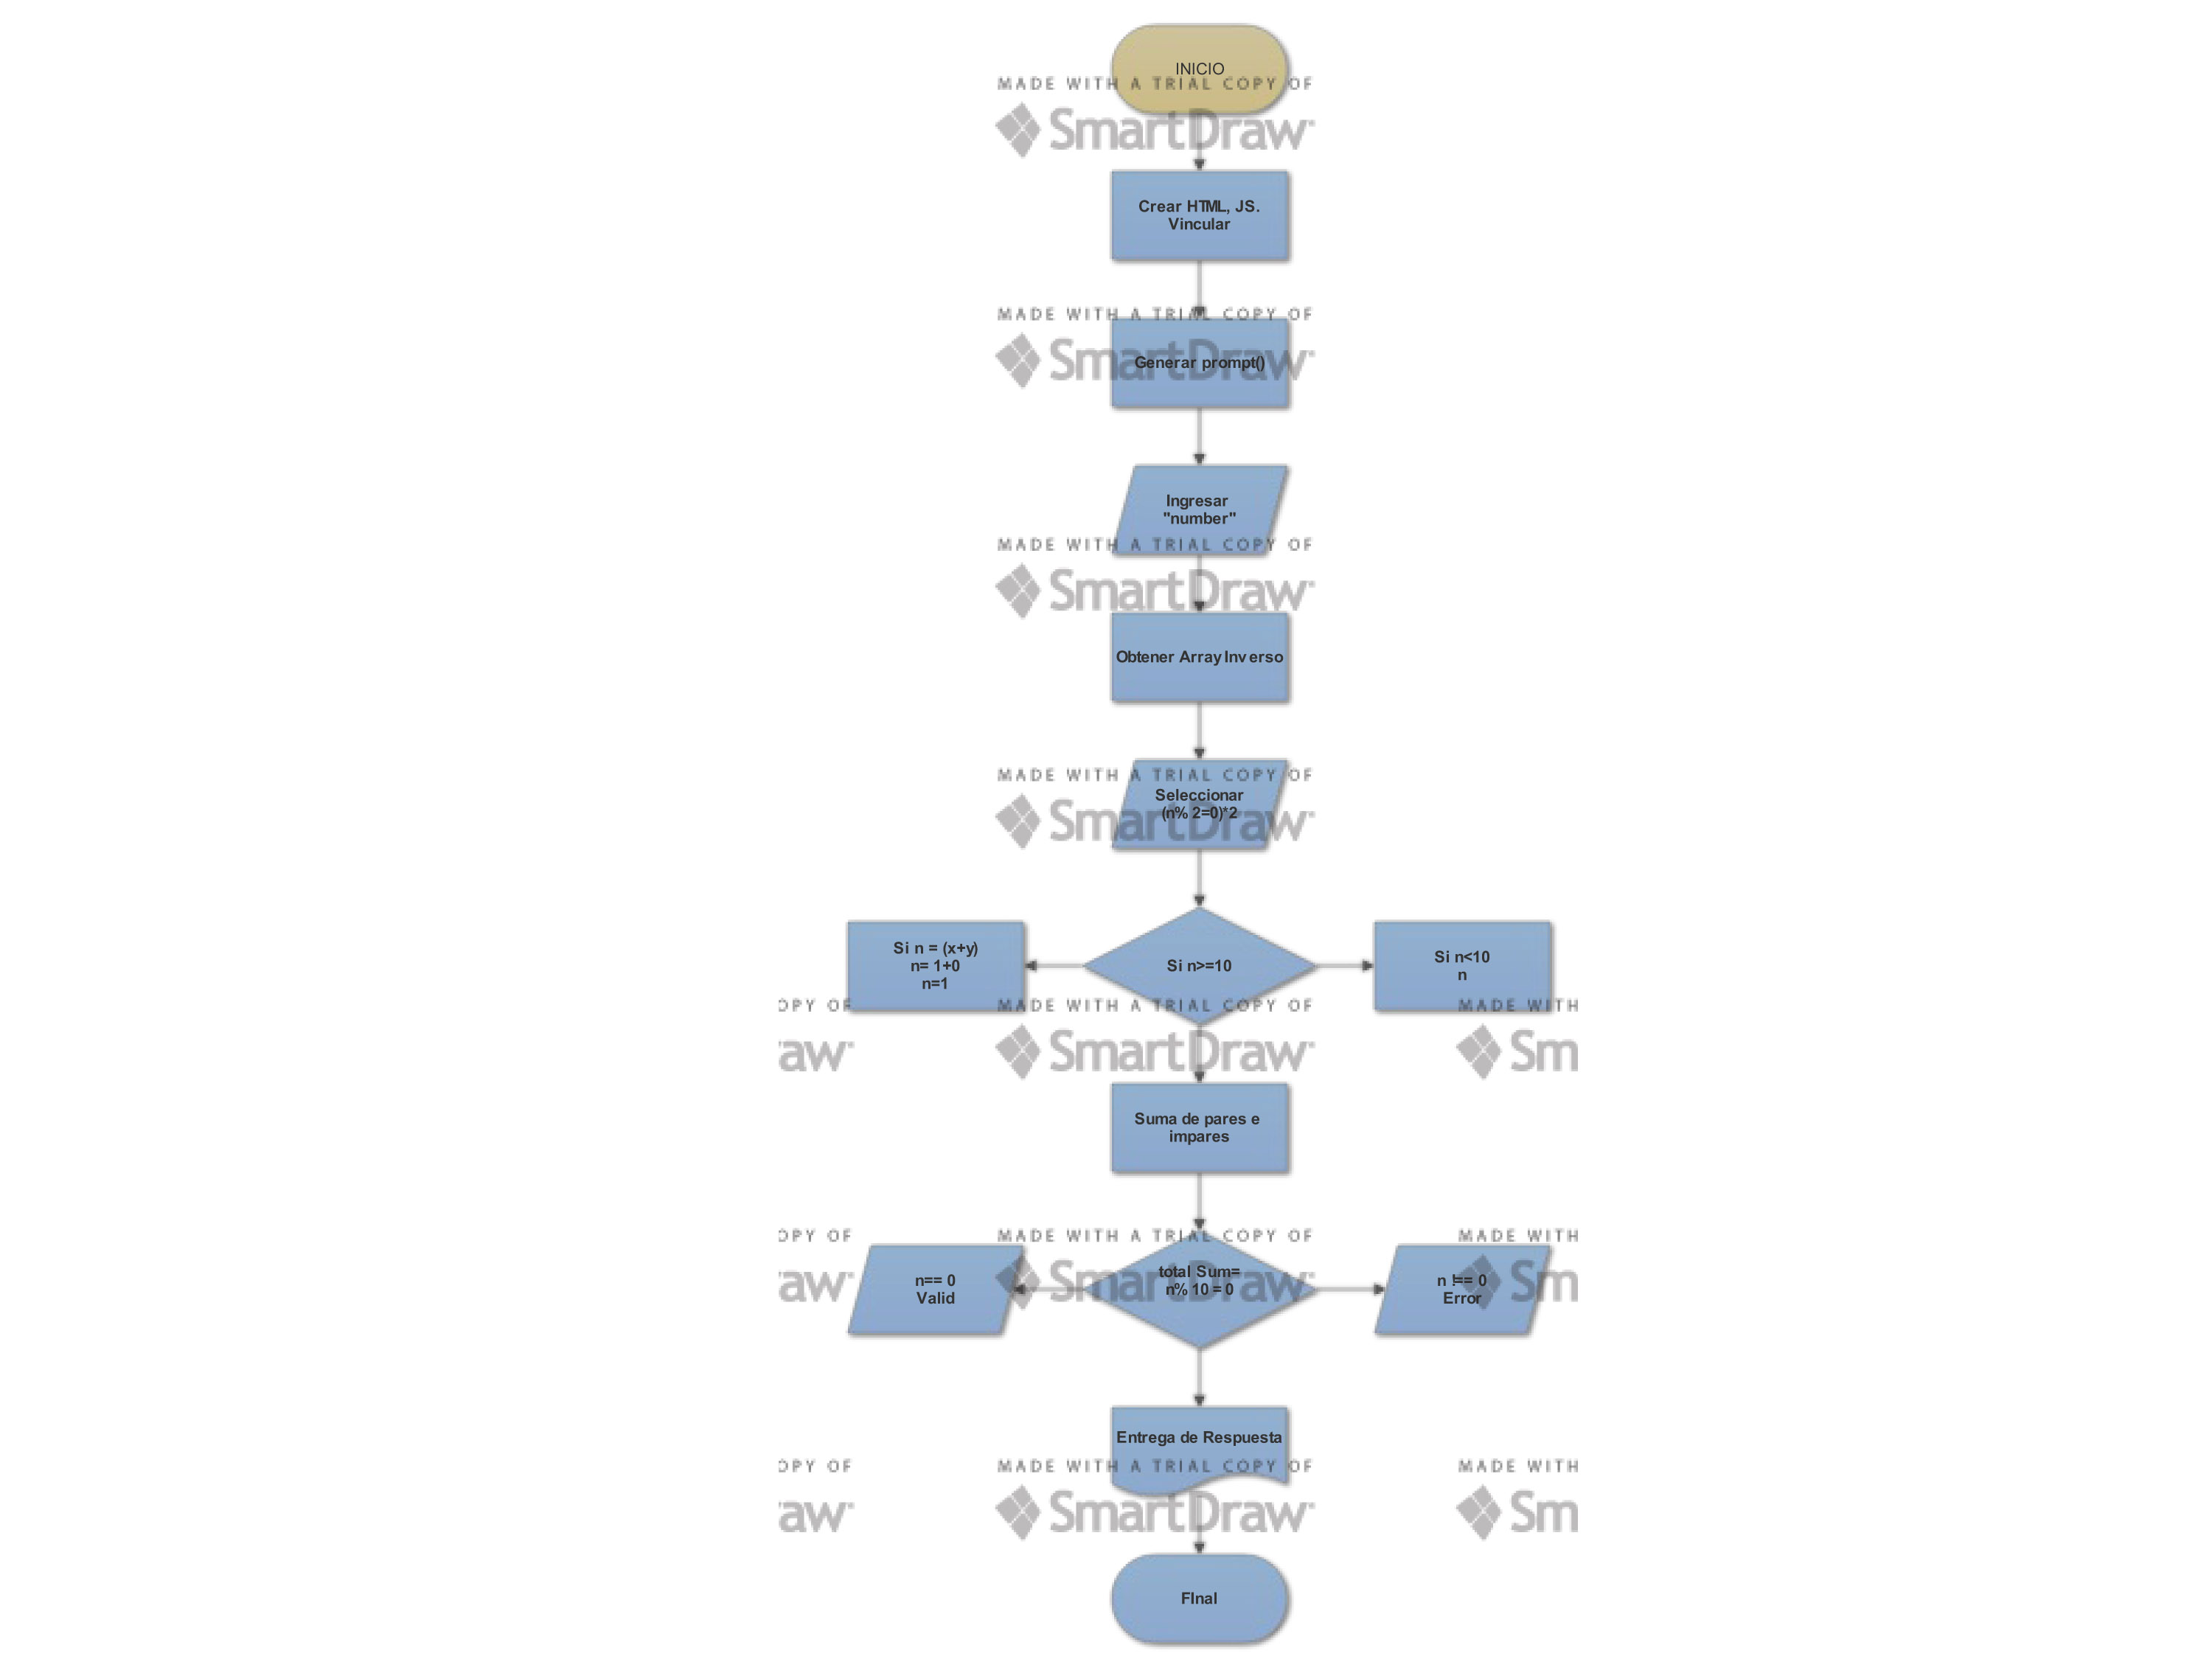 INICIO
MADE WITH A TRIAL COPY OF
SmartDraw
Crear HTML, JS.
Vincular
MADE WITH A TRIAL COPY OF
SmartDraw
Generar prompt()
Ingresar
"number"
MADE WITH A TRIAL COPY OF
SmartDraw
Obtener Array Inverso
MADE WITH A TRIAL COPY OF
SmartDraw
Seleccionar
(n% 2=0)*2
Si n = (x+y)
n= 1+0
n=1
Si n>=10
Si n<10
n
OPY OF
MADE WITH A TRIAL COPY OF
MADE WITH
aw
SmartDraw
Sm
Suma de pares e
impares
OPY OF
MADE WITH A TRIAL COPY OF
MADE WITH
aw
SmartDraw
Sm
n== 0
Valid
total Sum=
n% 10 = 0
n !== 0
Error
Entrega de Respuesta
OPY OF
MADE WITH A TRIAL COPY OF
MADE WITH
aw
SmartDraw
Sm
FInal